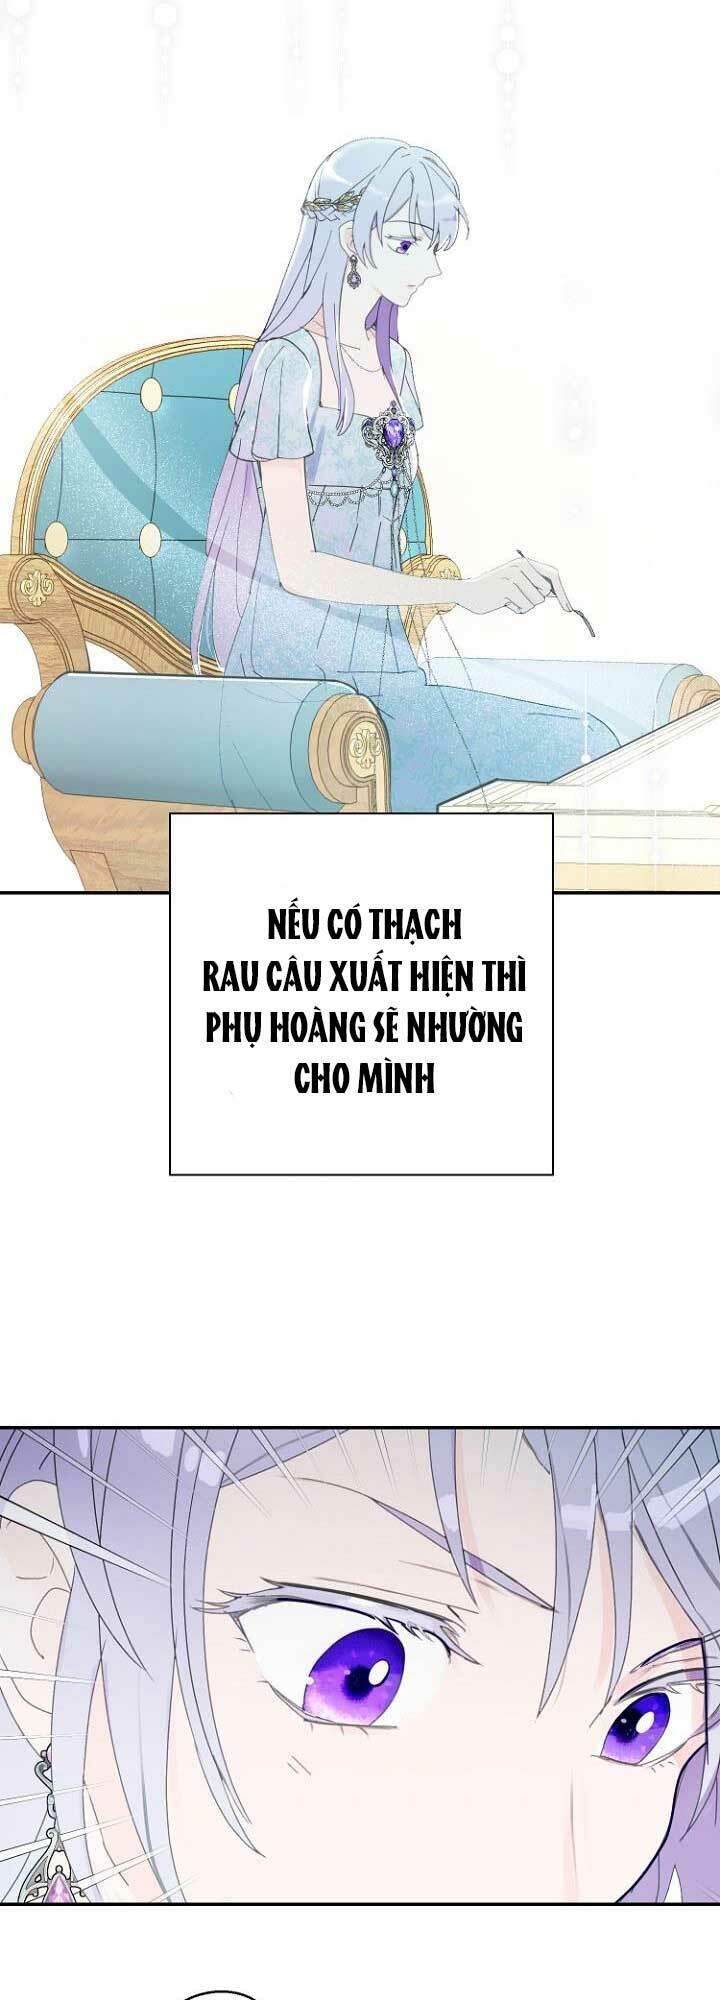 NẾU CÓ THẠCH
RAU CÂU XUẤT HIỆN THÌ
PHỤ HOÀNG SẼ NHƯỜNG
CHO MÌNH